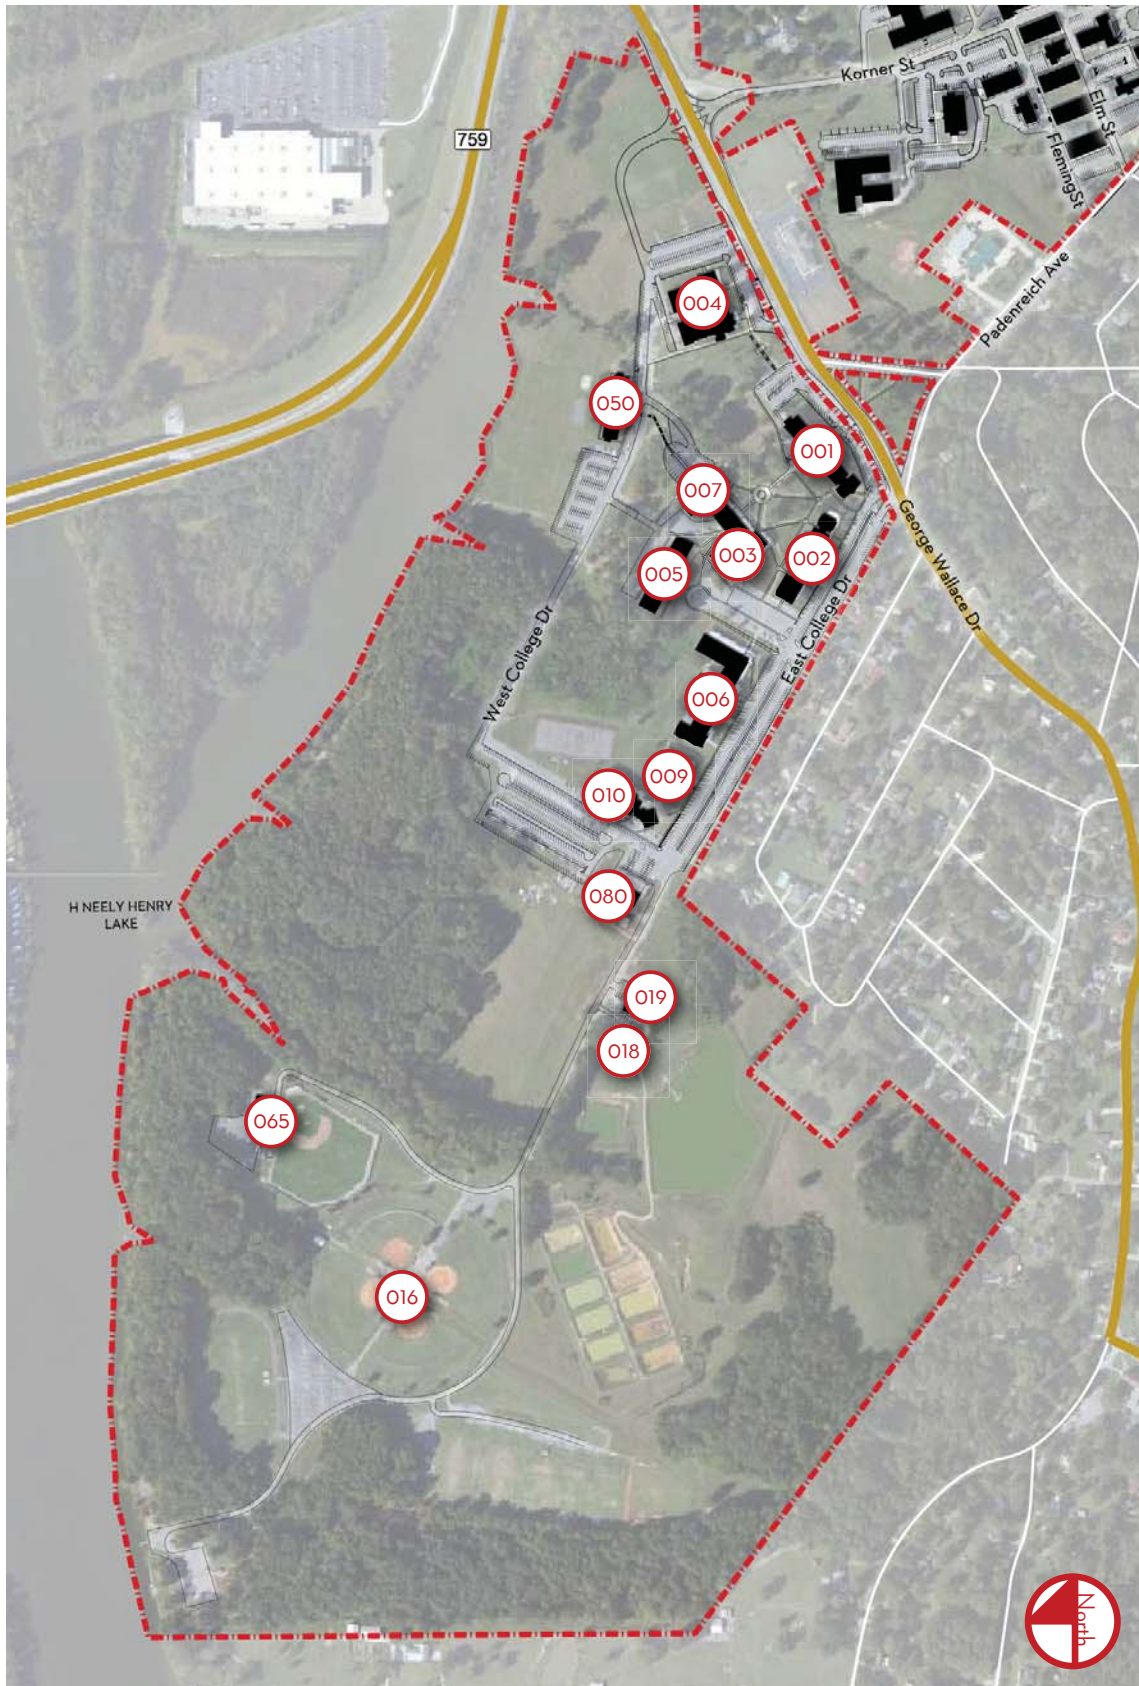 Korner St
Elm St
Fleming St
759
Padenreich Ave
004
050
001
007
George Wallace Dr
003
002
005
East College Dr
West College Dr
006
009
010
080
H NEELY HENRY
LAKE
019
018
065
016
North